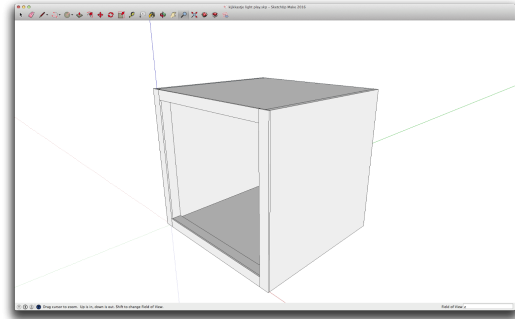 kplreopje light play.skp - SketchUp Make 2016
Drag cursor to zoom. Up is in, down is out. Shift to change Field of View.
Field of View